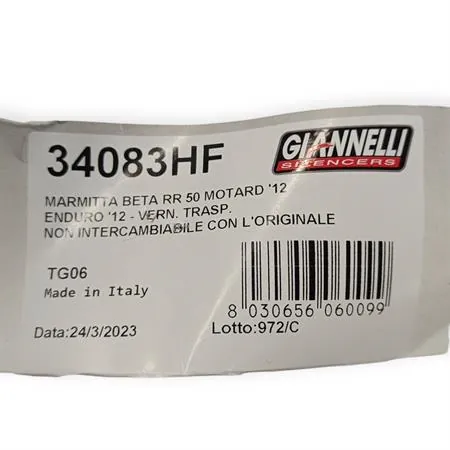 34083HF
GIANNELLI
SILENCERS
MARMITTA BETA RR 50 MOTARD '12
ENDURO '12 - VERN. TRASP.
NON INTERCAMBIABILE CON L'ORIGINALE
TG06
Made in Italy
8 030656 060099
Data:24/3/2023
Lotto:972/C